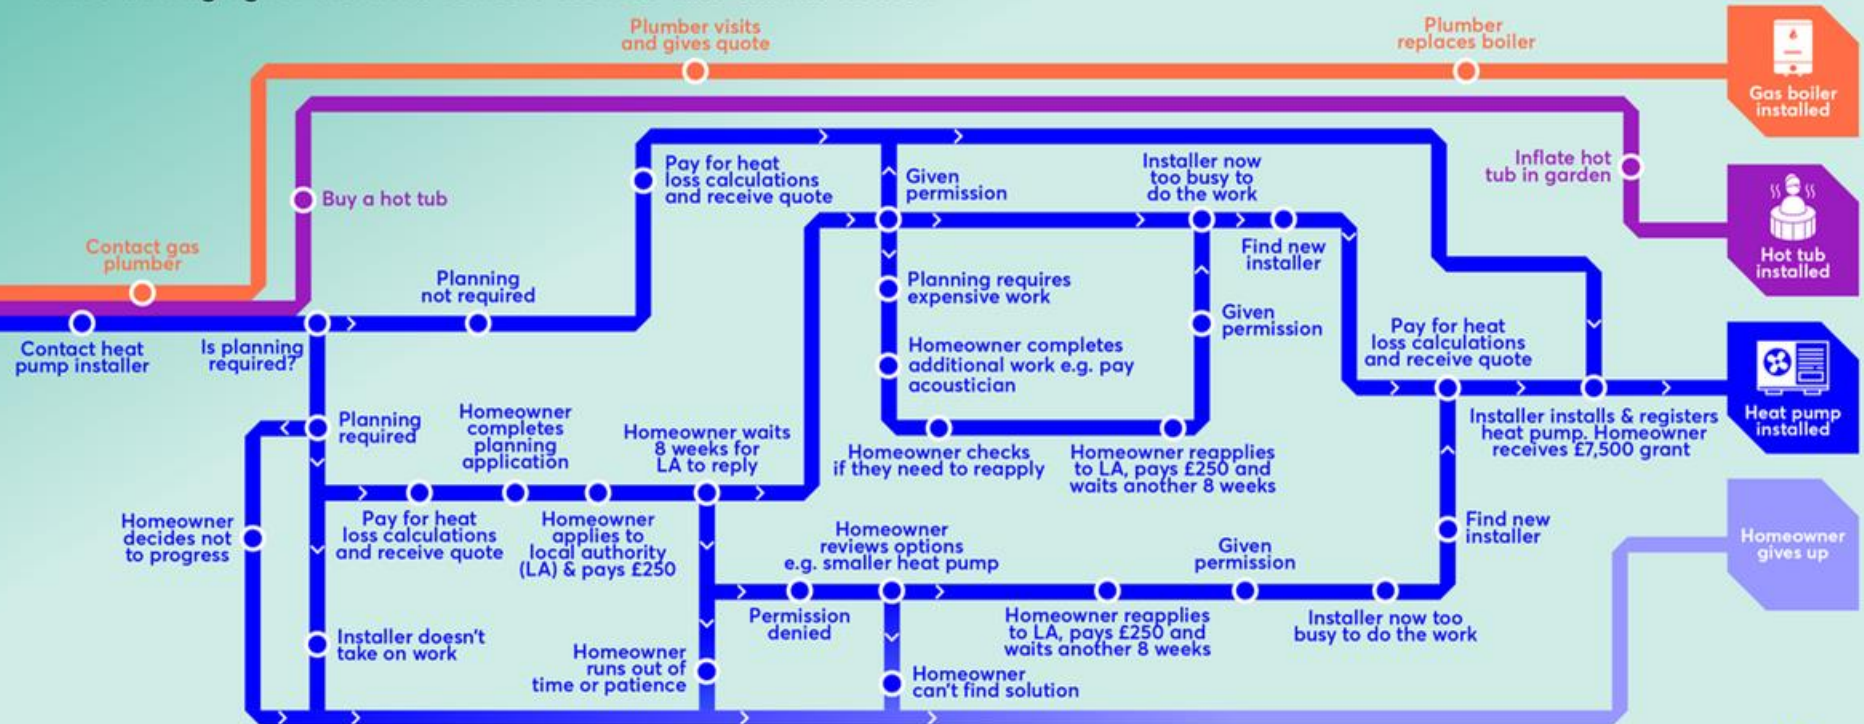 Plumber visits
and gives quote
Plumber
replaces boiler
Gas boiler
installed
Pay for heat
loss calculations
and receive quote
Given
permission
Installer now
too busy to
do the work
Inflate hot
tub in garden
Buy a hot tub
Contact gas
plumber
Find new
installer
Hot tub
installed
Planning
not required
Planning requires
expensive work
Given
permission
Contact heat
pump installer
Is planning
required?
Homeowner completes
additional work e.g. pay
acoustician
Pay for heat
loss calculations
and receive quote
Planning
required
Homeowner
completes
planning
application
Homeowner waits
8 weeks for
LA to reply
Homeowner checks
if they need to reapply
Homeowner reapplies
to LA, pays £250 and
waits another 8 weeks
Installer installs & registers
heat pump. Homeowner
receives £7,500 grant
Heat pump
installed
Homeowner
decides not
to progress
Pay for heat
loss calculations
and receive quote
Homeowner
applies to
local authority
(LA) & pays £250
Homeowner
reviews options
e.g. smaller heat pump
Given
permission
Find new
installer
Homeowner
gives up
Permission
denied
Homeowner reapplies
to LA, pays £250 and
waits another 8 weeks
Installer now too
busy to do the work
Installer doesn't
take on work
Homeowner
runs out of
time or patience
Homeowner
can't find solution